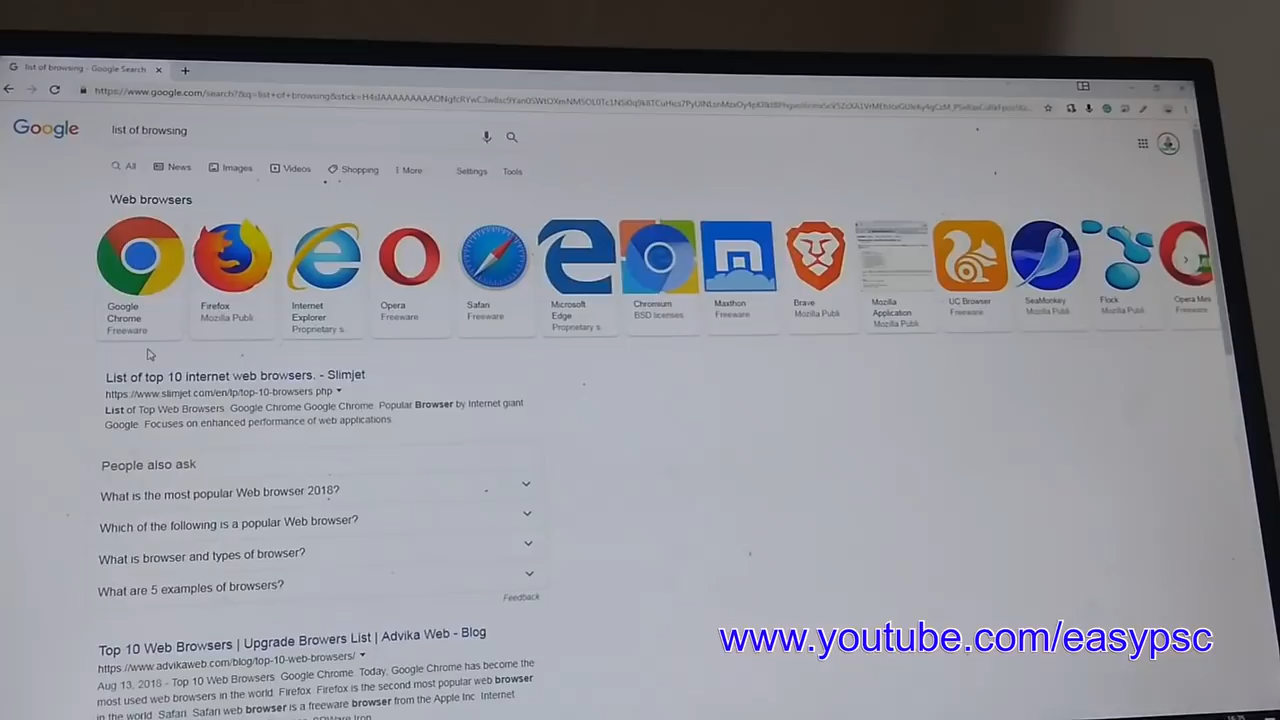 list of browsing - Google Search
Google
list of browsing
All News Images Videos Shopping More Settings Tools
Web browsers
Google Chrome Freeware
Firefox Mozilla Publi
Internet Explorer Proprietary s
Opera Freeware
Safari Freeware
Microsoft Edge Proprietary s
Chromium BSD licenses
Maxthon Freeware
Brave Mozilla Publi
Mozilla Application Mozilla Publi
UC Browser Freeware
SeaMonkey Mozilla Publi
Flock Mozilla Publi
Opera Mini Freeware
List of top 10 internet web browsers. - Slimjet
https://www.slimjet.com/en/lp/top-10-browsers.php
List of Top Web Browsers. Google Chrome Google Chrome. Popular Browser by Internet giant
Google. Focuses on enhanced performance of web applications.
People also ask
What is the most popular Web browser 2018?
Which of the following is a popular Web browser?
What is browser and types of browser?
What are 5 examples of browsers?
Feedback
Top 10 Web Browsers | Upgrade Browers List | Advika Web - Blog
https://www.advikaweb.com/blog/top-10-web-browsers/
Aug 13, 2018 - Top 10 Web Browsers. Google Chrome. Today, Google Chrome has become the
most used web browsers in the world. Firefox. Firefox is the second most popular web browser
in the world. Safari. Safari web browser is a freeware browser from the Apple Inc. Internet
www.youtube.com/easypsc